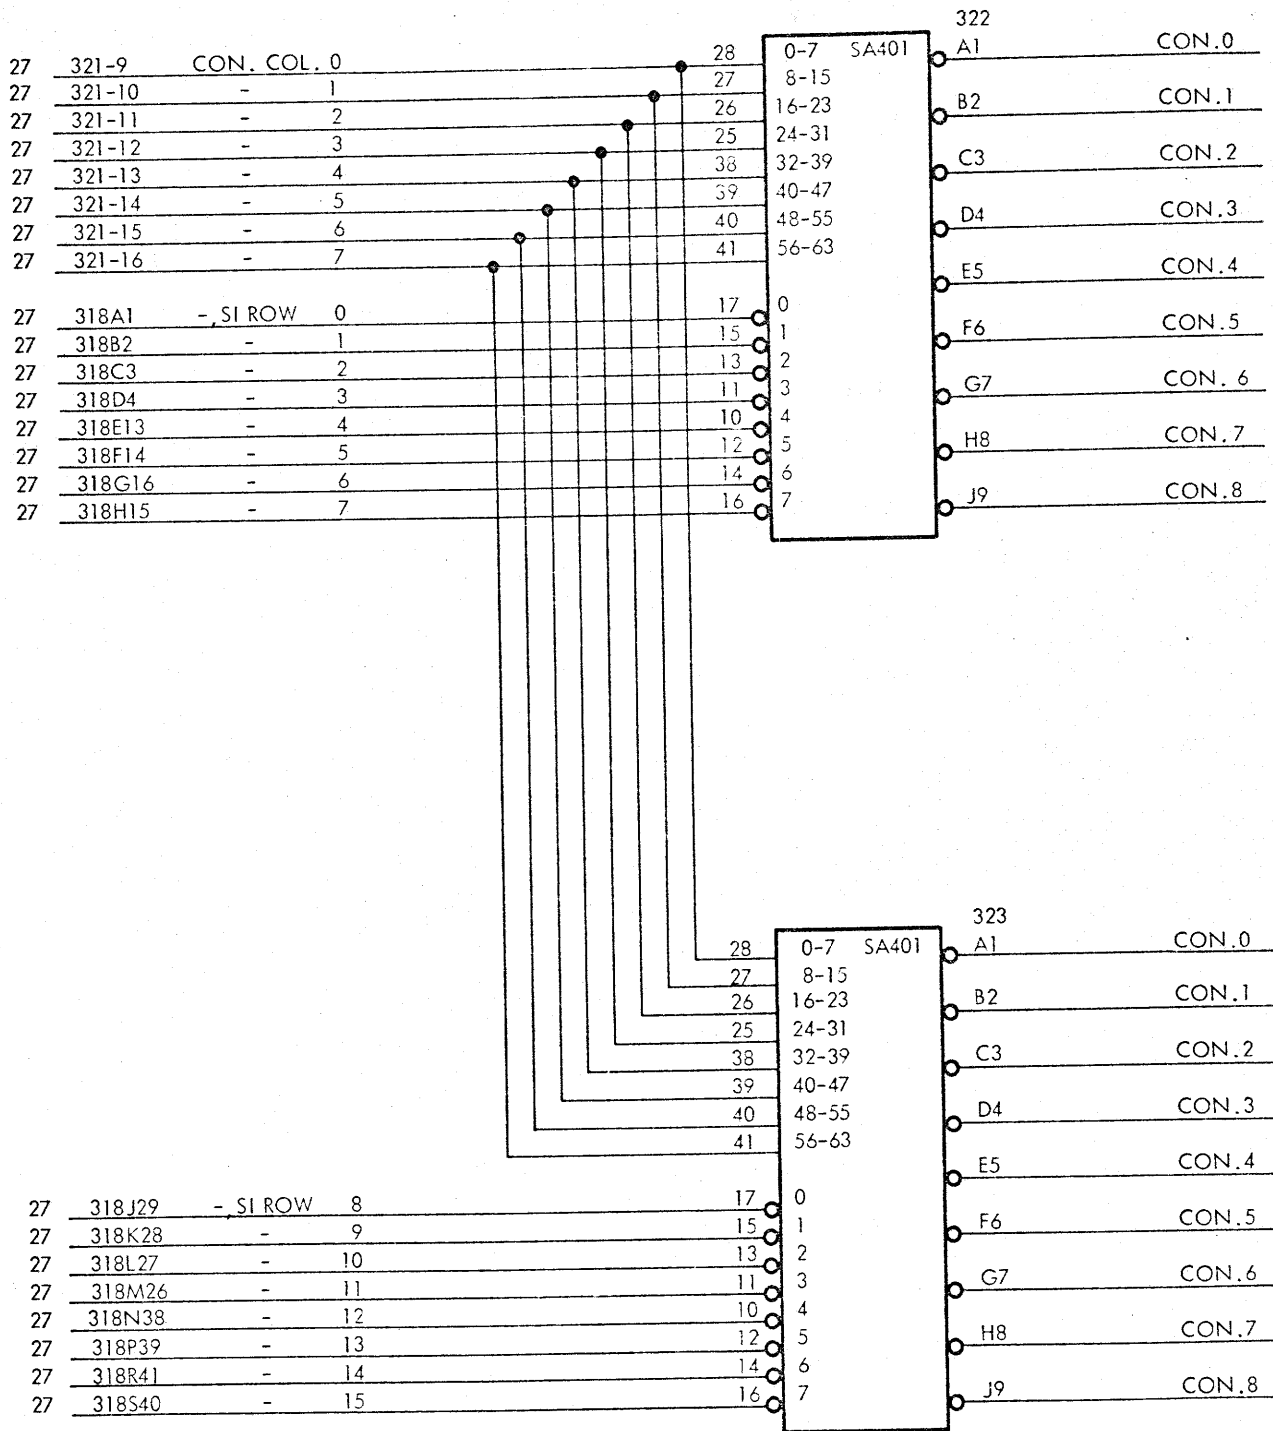 322
27 321-9 CON. COL. 0 28 0-7 SA401 A1 CON.0
27 321-10 - 1 27 8-15
27 321-11 - 2 26 16-23 B2 CON.1
27 321-12 - 3 25 24-31
27 321-13 - 4 38 32-39 C3 CON.2
27 321-14 - 5 39 40-47
27 321-15 - 6 40 48-55 D4 CON.3
27 321-16 - 7 41 56-63
E5 CON.4
27 318A1 -,SI ROW 0 17 0
27 318B2 - 1 15 1 F6 CON.5
27 318C3 - 2 13 2
27 318D4 - 3 11 3 G7 CON. 6
27 318E13 - 4 10 4
27 318F14 - 5 12 5 H8 CON.7
27 318G16 - 6 14 6
27 318H15 - 7 16 7 J9 CON.8
323
28 0-7 SA401 A1 CON.0
27 8-15
26 16-23 B2 CON.1
25 24-31
38 32-39 C3 CON.2
39 40-47
40 48-55 D4 CON.3
41 56-63
E5 CON.4
27 318J29 -,SI ROW 8 17 0
27 318K28 - 9 15 1 F6 CON.5
27 318L27 - 10 13 2
27 318M26 - 11 11 3 G7 CON.6
27 318N38 - 12 10 4
27 318P39 - 13 12 5 H8 CON.7
27 318R41 - 14 14 6
27 318S40 - 15 16 7 J9 CON.8